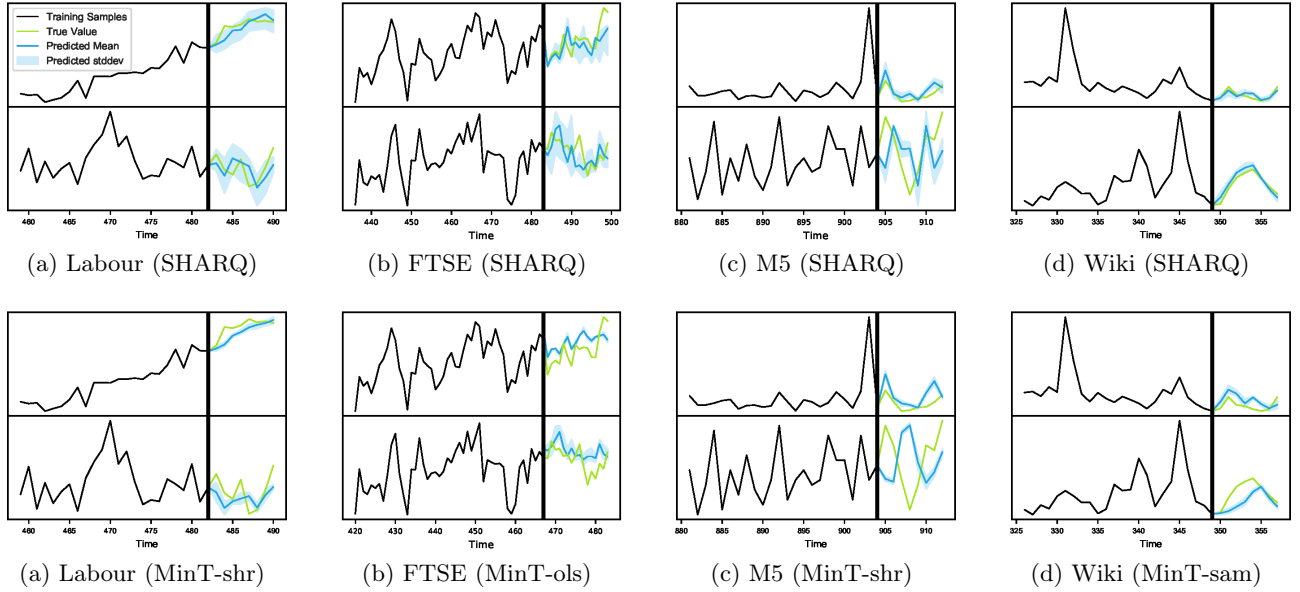 Training Samples
True Value
Predicted Mean
Predicted stddev
460 465 470 475 480 485 490
Time
440 450 460 470 480 490 500
Time
880 885 890 895 900 905 910
Time
325 330 335 340 345 350 355
Time
(a) Labour (SHARQ)
(b) FTSE (SHARQ)
(c) M5 (SHARQ)
(d) Wiki (SHARQ)
460 465 470 475 480 485 490
Time
420 430 440 450 460 470 480
Time
880 885 890 895 900 905 910
Time
325 330 335 340 345 350 355
Time
(a) Labour (MinT-shr)
(b) FTSE (MinT-ols)
(c) M5 (MinT-shr)
(d) Wiki (MinT-sam)